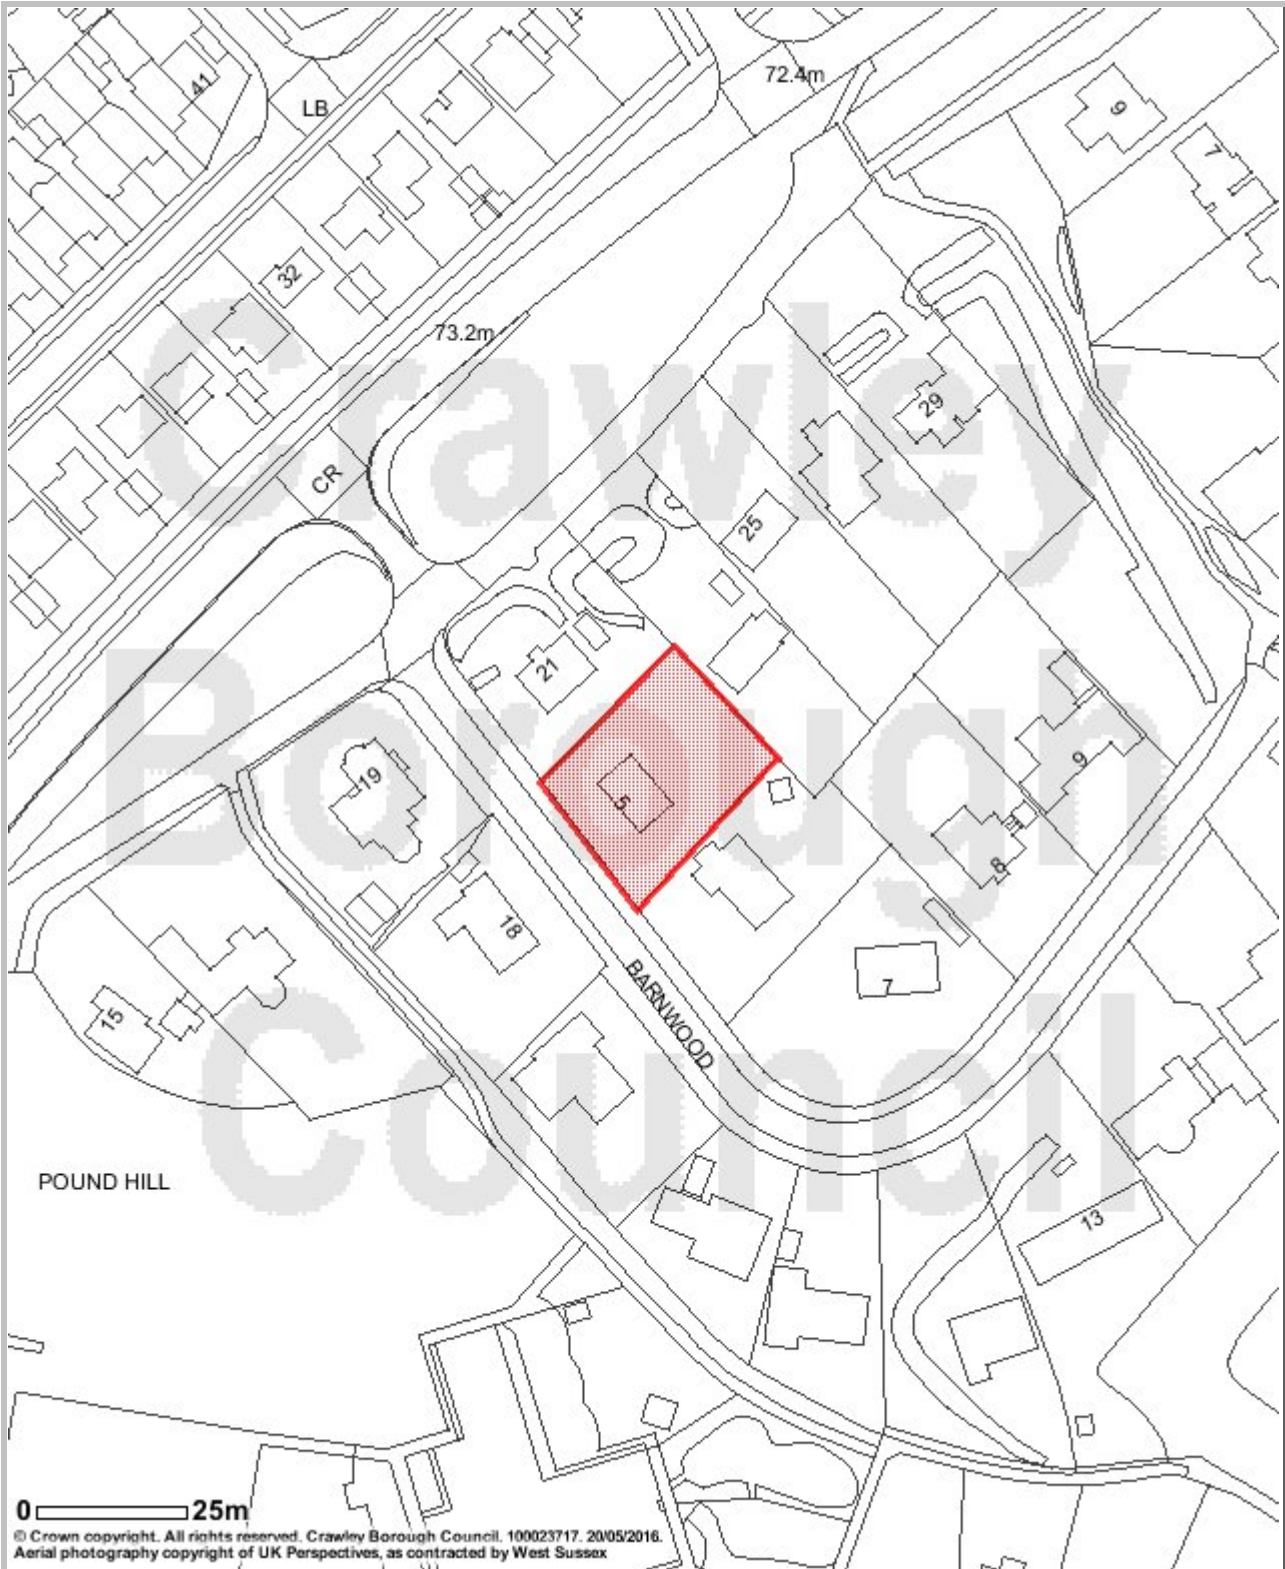 41
LB
72.4m
9
7
32
73.2m
29
CR
25
21
19
5
9
8
18
7
15
BARNWOOD
POUND HILL
13
Crawley
Borough
Council
0 25m
© Crown copyright. All rights reserved. Crawley Borough Council. 100023717. 20/05/2016.
Aerial photography copyright of UK Perspectives, as contracted by West Sussex